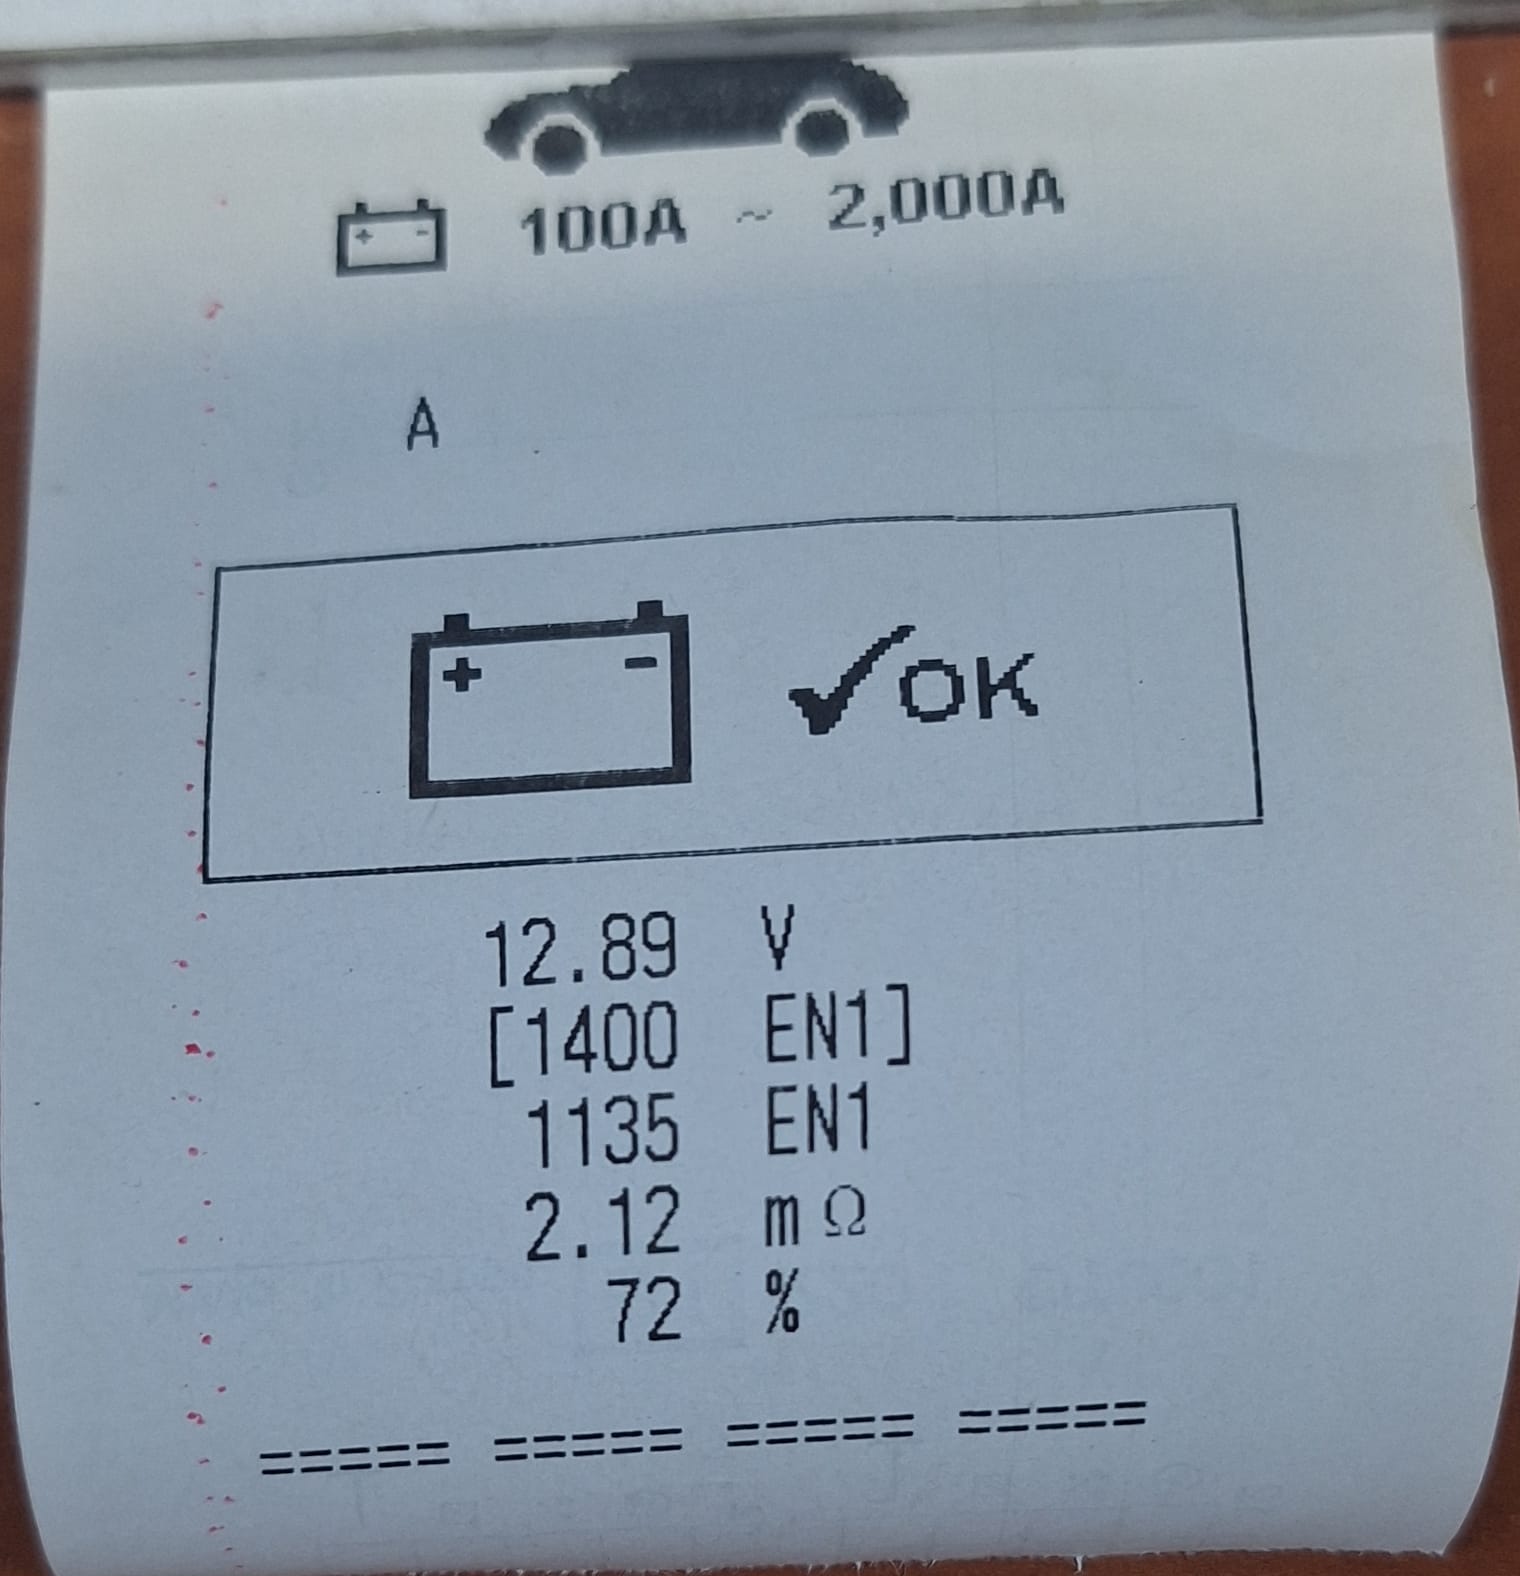 + - 100A ~ 2,000A
A
+ - ✓OK
12.89 V
[1400 EN1]
1135 EN1
2.12 mΩ
72 %
===== ===== ===== =====